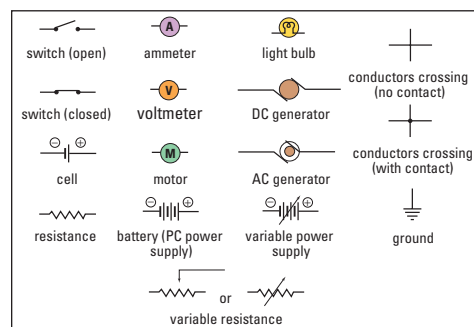 A
switch (open)
ammeter
light bulb
conductors crossing
(no contact)
V
switch (closed)
voltmeter
DC generator
conductors crossing
(with contact)
⊖ ⊕
M
cell
motor
AC generator
⊖ ⊕
⊖ ⊕
resistance
battery (PC power
supply)
variable power
supply
ground
or
variable resistance